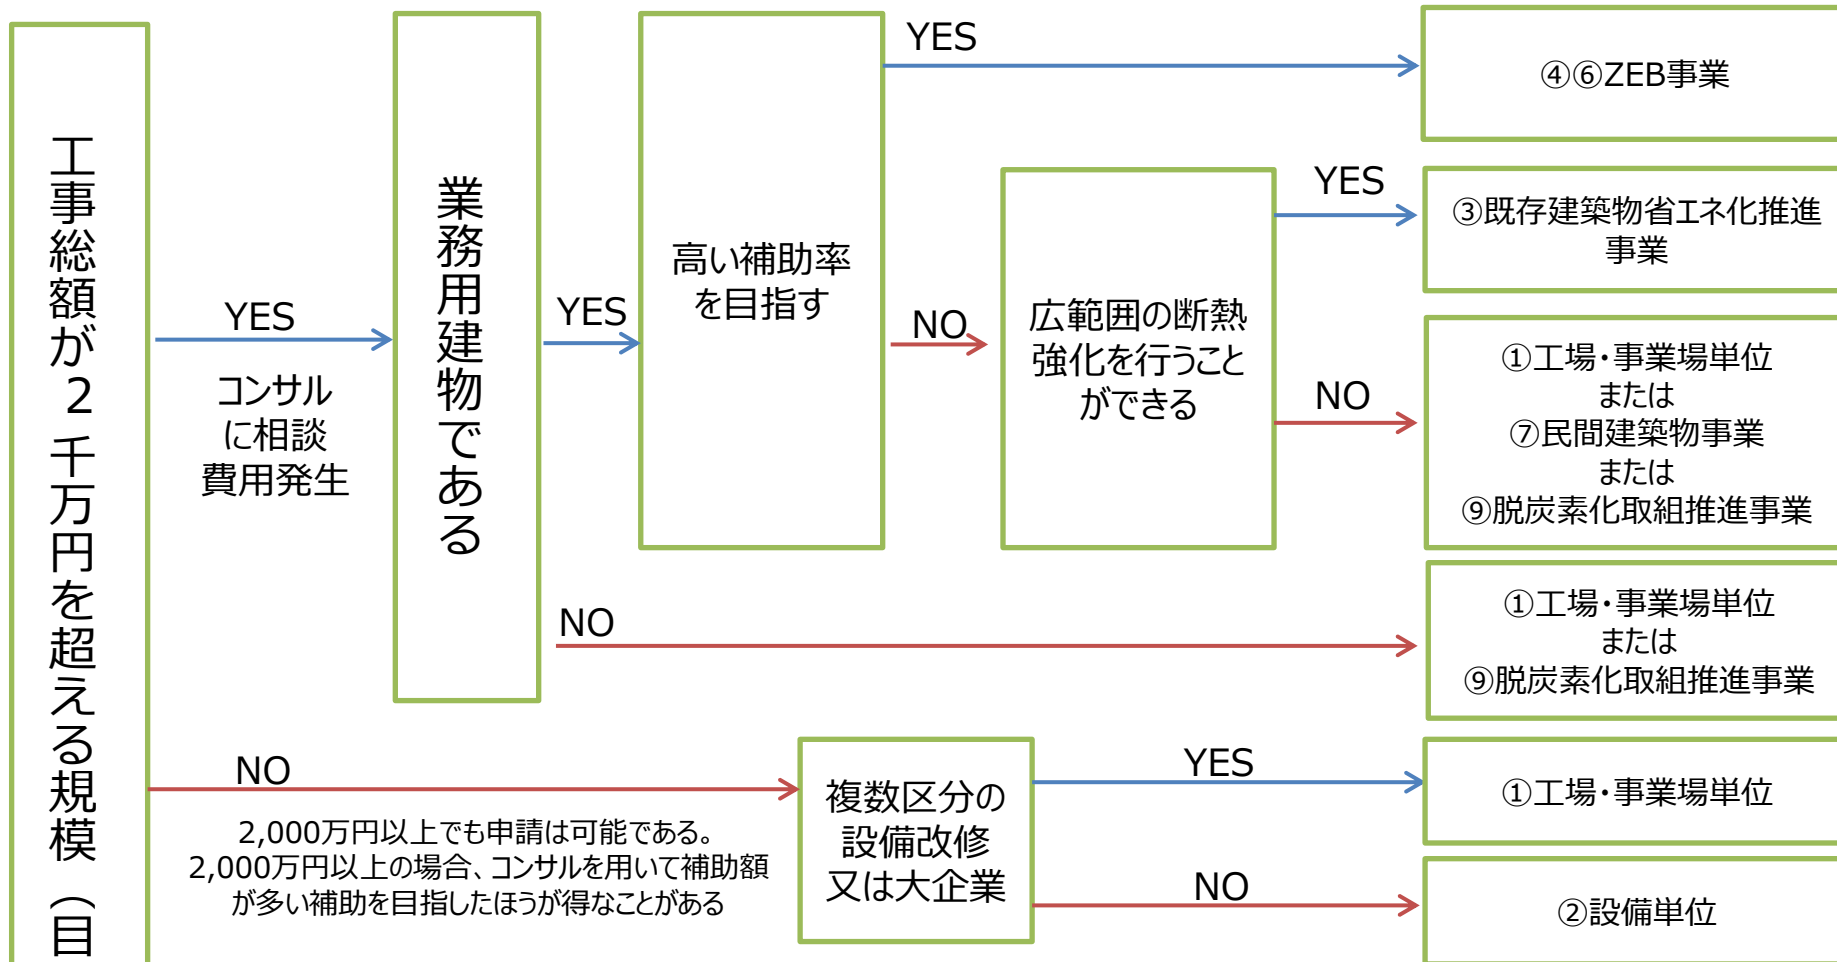 工事総額が２千万円を超える規模（目
YES
コンサル
に相談
費用発生
業務用建物である
YES
高い補助率
を目指す
YES
④⑥ZEB事業
NO
広範囲の断熱
強化を行うこと
ができる
YES
③既存建築物省エネ化推進
事業
NO
①工場・事業場単位
または
⑦民間建築物事業
または
⑨脱炭素化取組推進事業
NO
①工場・事業場単位
または
⑨脱炭素化取組推進事業
NO
2,000万円以上でも申請は可能である。
2,000万円以上の場合、コンサルを用いて補助額
が多い補助を目指したほうが得なことがある
複数区分の
設備改修
又は大企業
YES
①工場・事業場単位
NO
②設備単位